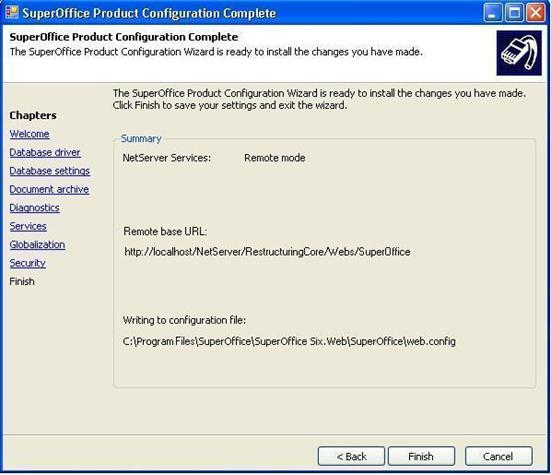 SuperOffice Product Configuration Complete
SuperOffice Product Configuration Complete
The SuperOffice Product Configuration Wizard is ready to install the changes you have made.
The SuperOffice Product Configuration Wizard is ready to install the changes you have made.
Click Finish to save your settings and exit the wizard.
Chapters
Welcome
Database driver
Database settings
Document archive
Diagnostics
Services
Globalization
Security
Finish
Summary
NetServer Services: Remote mode
Remote base URL:
http://localhost/NetServer/RestructuringCore/Webs/SuperOffice
Writing to configuration file:
C:\Program Files\SuperOffice\SuperOffice Six.Web\SuperOffice\web.config
< Back Finish Cancel